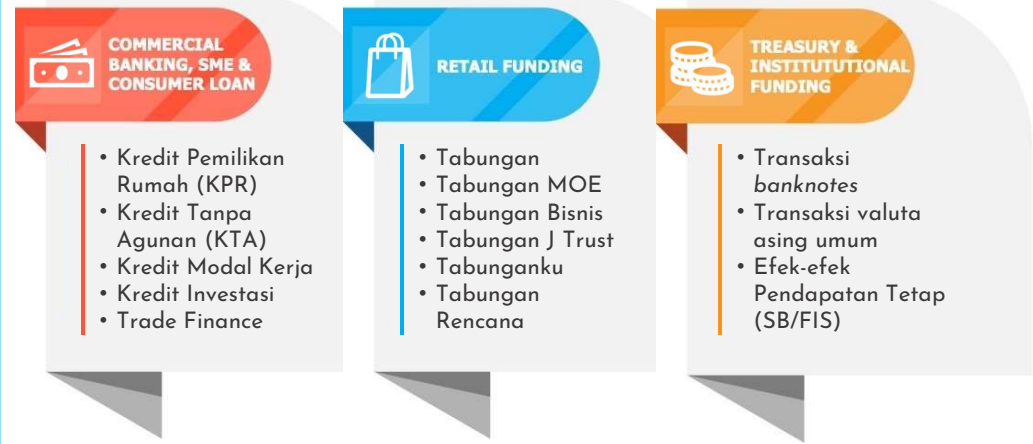 COMMERCIAL
BANKING, SME &
CONSUMER LOAN
• Kredit Pemilikan
Rumah (KPR)
• Kredit Tanpa
Agunan (KTA)
• Kredit Modal Kerja
• Kredit Investasi
• Trade Finance
RETAIL FUNDING
• Tabungan
• Tabungan MOE
• Tabungan Bisnis
• Tabungan J Trust
• Tabunganku
• Tabungan
Rencana
TREASURY &
INSTITUTUTIONAL
FUNDING
• Transaksi
banknotes
• Transaksi valuta
asing umum
• Efek-efek
Pendapatan Tetap
(SB/FIS)